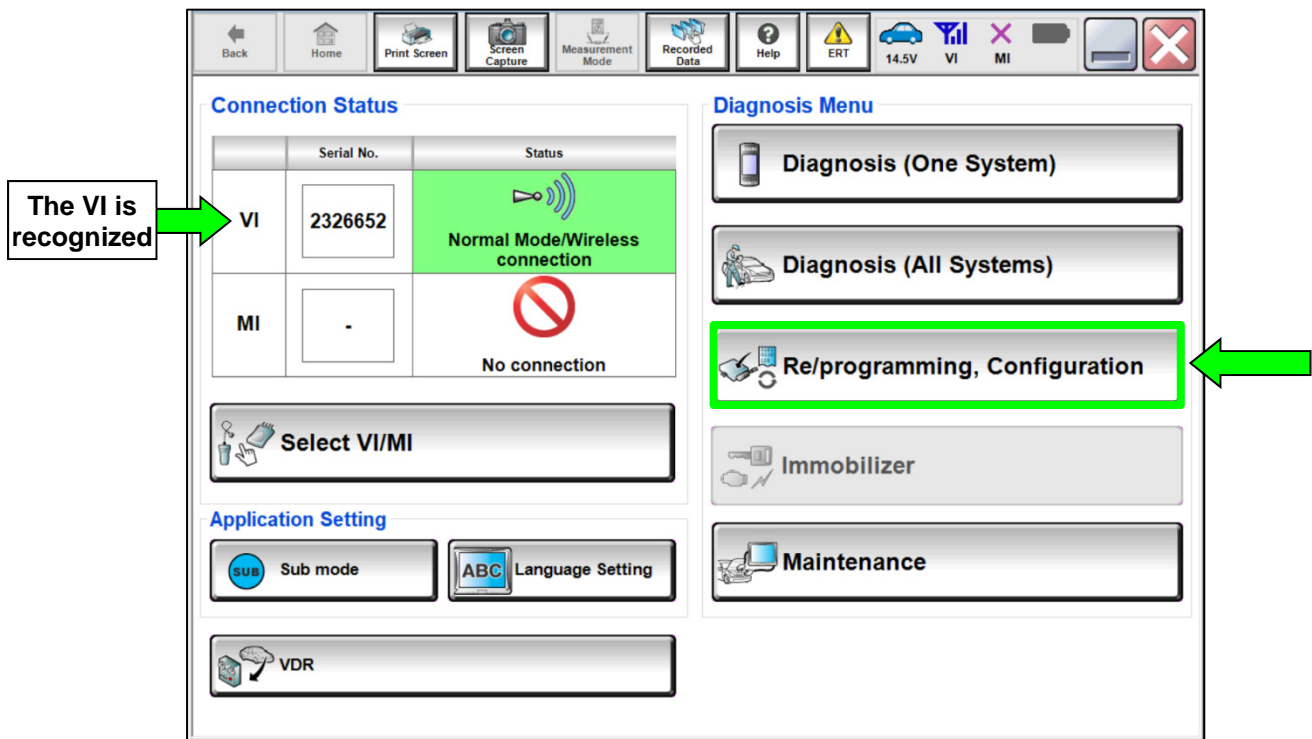 Back
Home
Print Screen
Screen
Capture
Measurement
Mode
Recorded
Data
Help
ERT
14.5V
VI
MI
Connection Status
Serial No.
Status
The VI is
recognized
VI
2326652
Normal Mode/Wireless
connection
MI
-
No connection
Select VI/MI
Application Setting
SUB
Sub mode
ABC
Language Setting
VDR
Diagnosis Menu
Diagnosis (One System)
Diagnosis (All Systems)
Re/programming, Configuration
Immobilizer
Maintenance